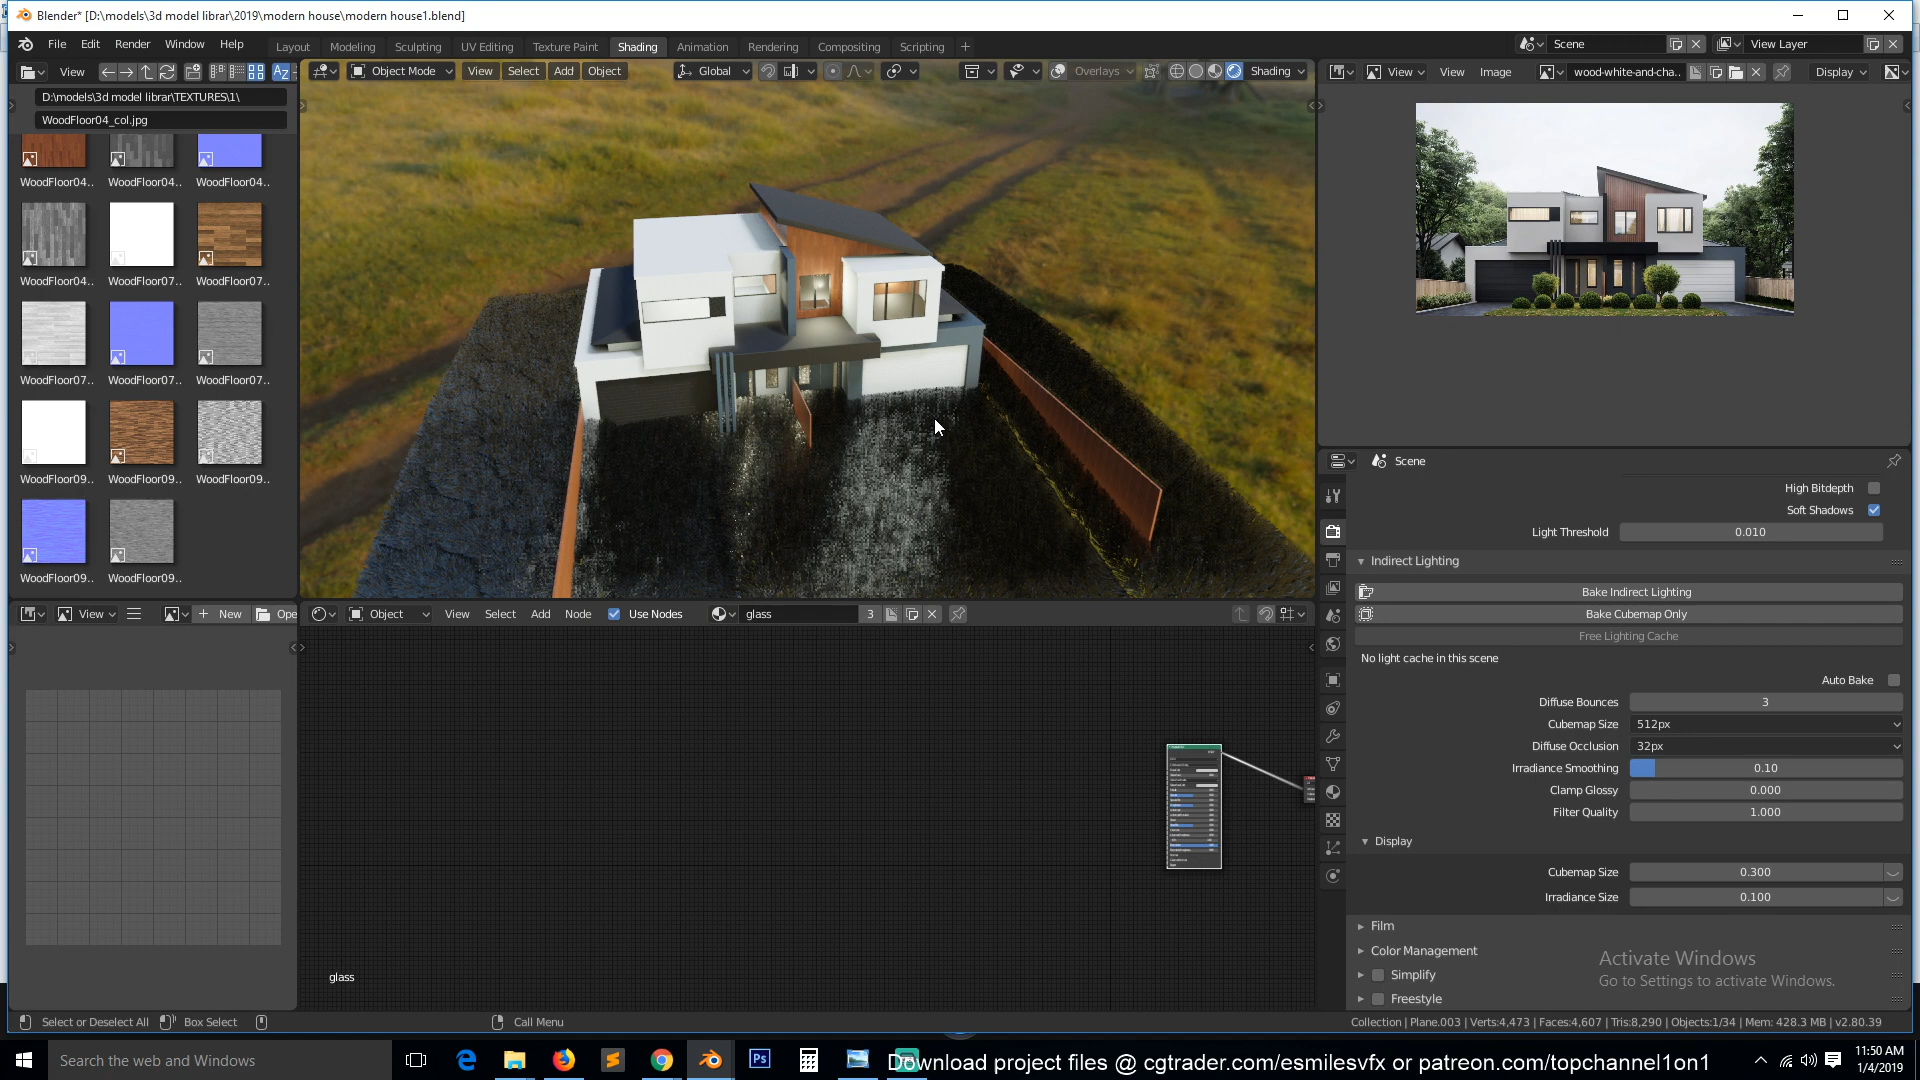 Blender* [D:\models\3d model librar\2019\modern house\modern house1.blend]
File Edit Render Window Help
Layout Modeling Sculpting UV Editing Texture Paint Shading Animation Rendering Compositing Scripting +
Scene
View Layer
View
Object Mode View Select Add Object
Global
Overlays
Shading
View View Image
wood-white-and-cha..
Display
D:\models\3d model librar\TEXTURES\1\
WoodFloor04_col.jpg
WoodFloor04.. WoodFloor04.. WoodFloor04..
WoodFloor04.. WoodFloor07.. WoodFloor07..
WoodFloor07.. WoodFloor07.. WoodFloor07..
WoodFloor09.. WoodFloor09.. WoodFloor09..
WoodFloor09.. WoodFloor09..
View
+ New
Ope
Object View Select Add Node Use Nodes
glass 3
glass
Scene
High Bitdepth
Soft Shadows
Light Threshold 0.010
Indirect Lighting
Bake Indirect Lighting
Bake Cubemap Only
Free Lighting Cache
No light cache in this scene
Auto Bake
Diffuse Bounces 3
Cubemap Size 512px
Diffuse Occlusion 32px
Irradiance Smoothing 0.10
Clamp Glossy 0.000
Filter Quality 1.000
Display
Cubemap Size 0.300
Irradiance Size 0.100
Film
Color Management
Simplify
Freestyle
Activate Windows
Go to Settings to activate Windows.
Select or Deselect All
Box Select
Call Menu
Collection | Plane.003 | Verts:4,473 | Faces:4,607 | Tris:8,290 | Objects:1/34 | Mem: 428.3 MB | v2.80.39
Search the web and Windows
Download project files @ cgtrader.com/esmilesvfx or patreon.com/topchannel1on1
11:50 AM
1/4/2019